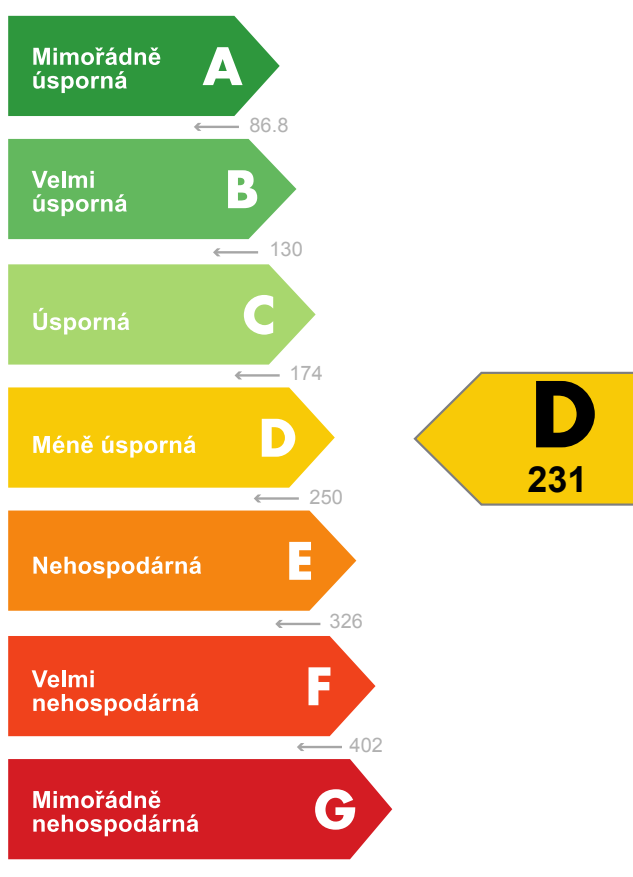 Mimořádně
úsporná
A
← 86.8
Velmi
úsporná
B
← 130
Úsporná
C
← 174
Méně úsporná
D
D
231
← 250
Nehospodárná
E
← 326
Velmi
nehospodárná
F
← 402
Mimořádně
nehospodárná
G